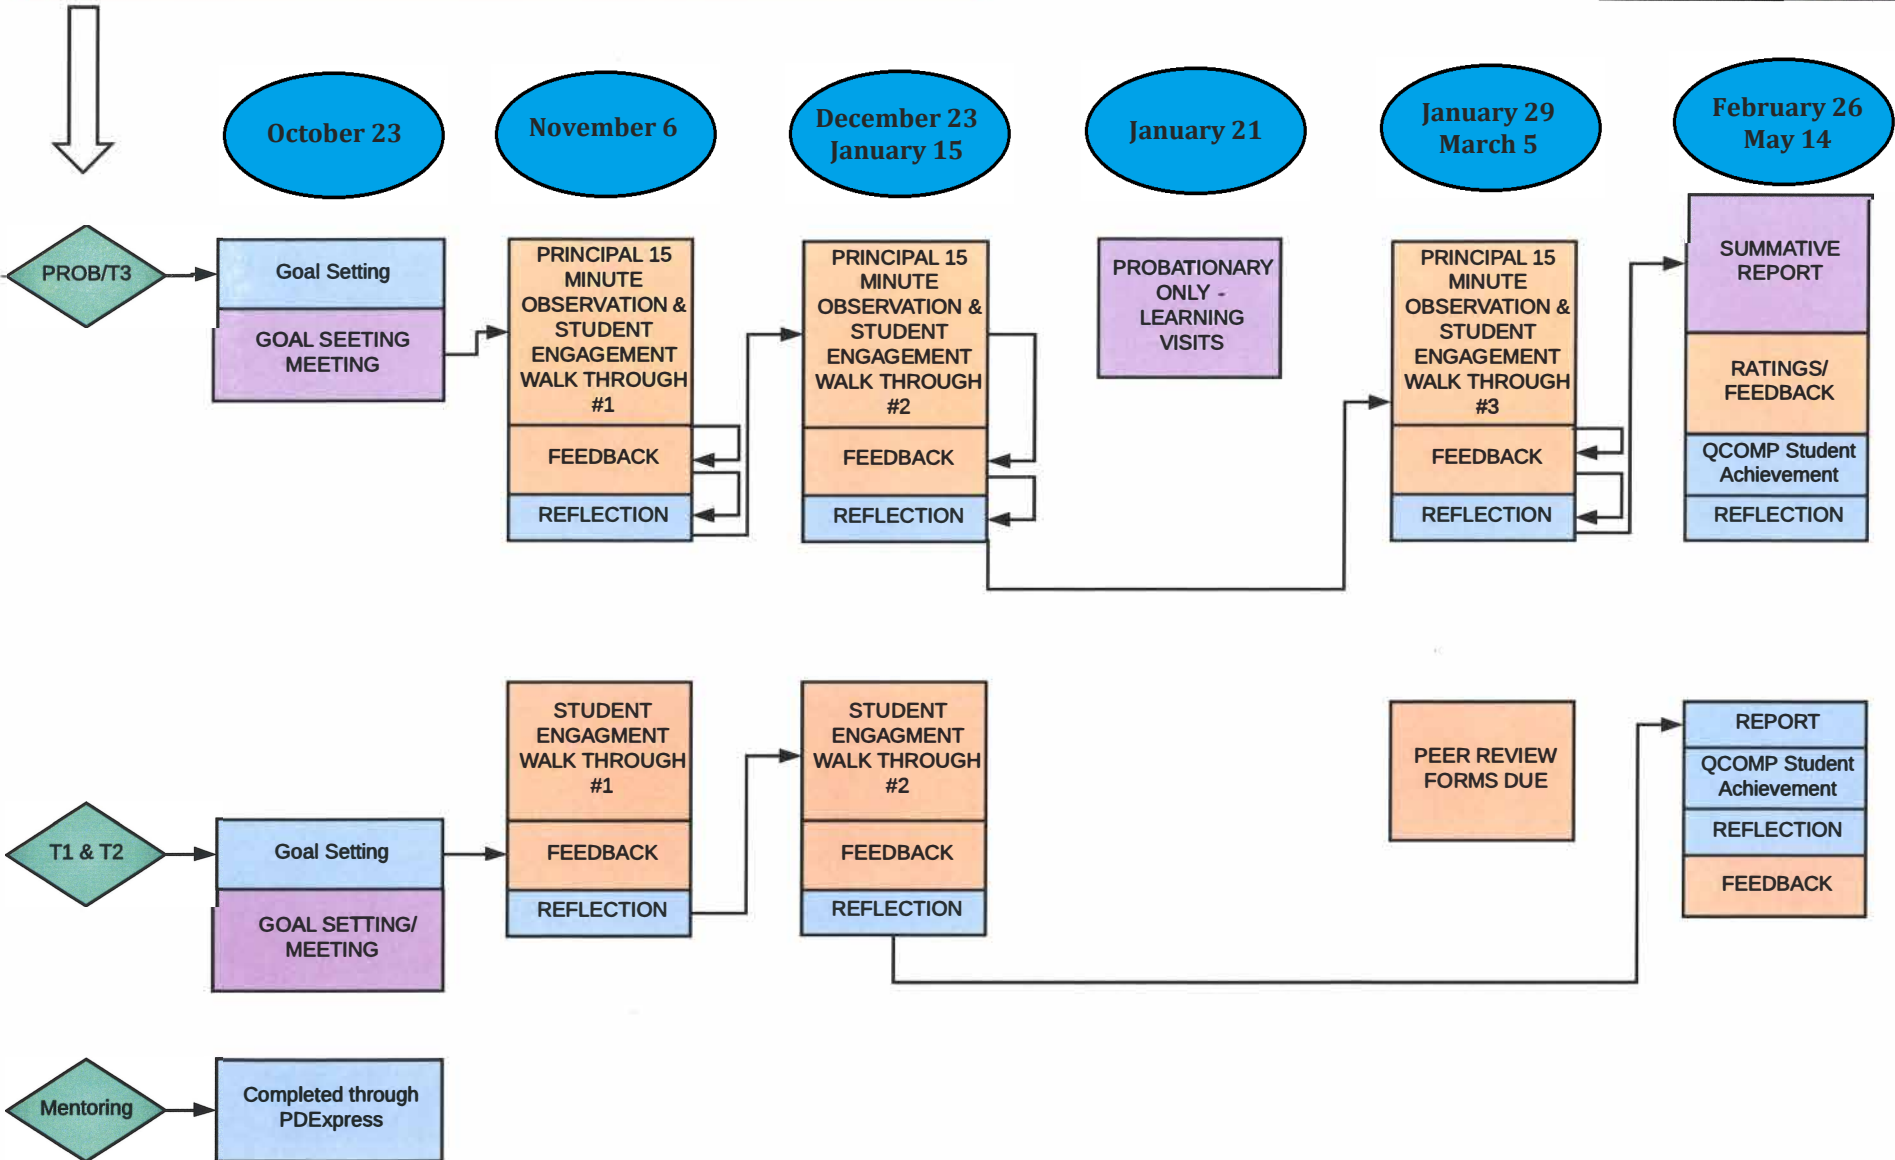 October 23
November 6
December 23
January 15
January 21
January 29
March 5
February 26
May 14
PROB/T3
Goal Setting
GOAL SEETING
MEETING
PRINCIPAL 15
MINUTE
OBSERVATION &
STUDENT
ENGAGEMENT
WALK THROUGH
#1
FEEDBACK
REFLECTION
PRINCIPAL 15
MINUTE
OBSERVATION &
STUDENT
ENGAGEMENT
WALK THROUGH
#2
FEEDBACK
REFLECTION
PROBATIONARY
ONLY -
LEARNING
VISITS
PRINCIPAL 15
MINUTE
OBSERVATION &
STUDENT
ENGAGEMENT
WALK THROUGH
#3
FEEDBACK
REFLECTION
SUMMATIVE
REPORT
RATINGS/
FEEDBACK
QCOMP Student
Achievement
REFLECTION
T1 & T2
Goal Setting
GOAL SETTING/
MEETING
STUDENT
ENGAGMENT
WALK THROUGH
#1
FEEDBACK
REFLECTION
STUDENT
ENGAGMENT
WALK THROUGH
#2
FEEDBACK
REFLECTION
PEER REVIEW
FORMS DUE
REPORT
QCOMP Student
Achievement
REFLECTION
FEEDBACK
Mentoring
Completed through
PDExpress